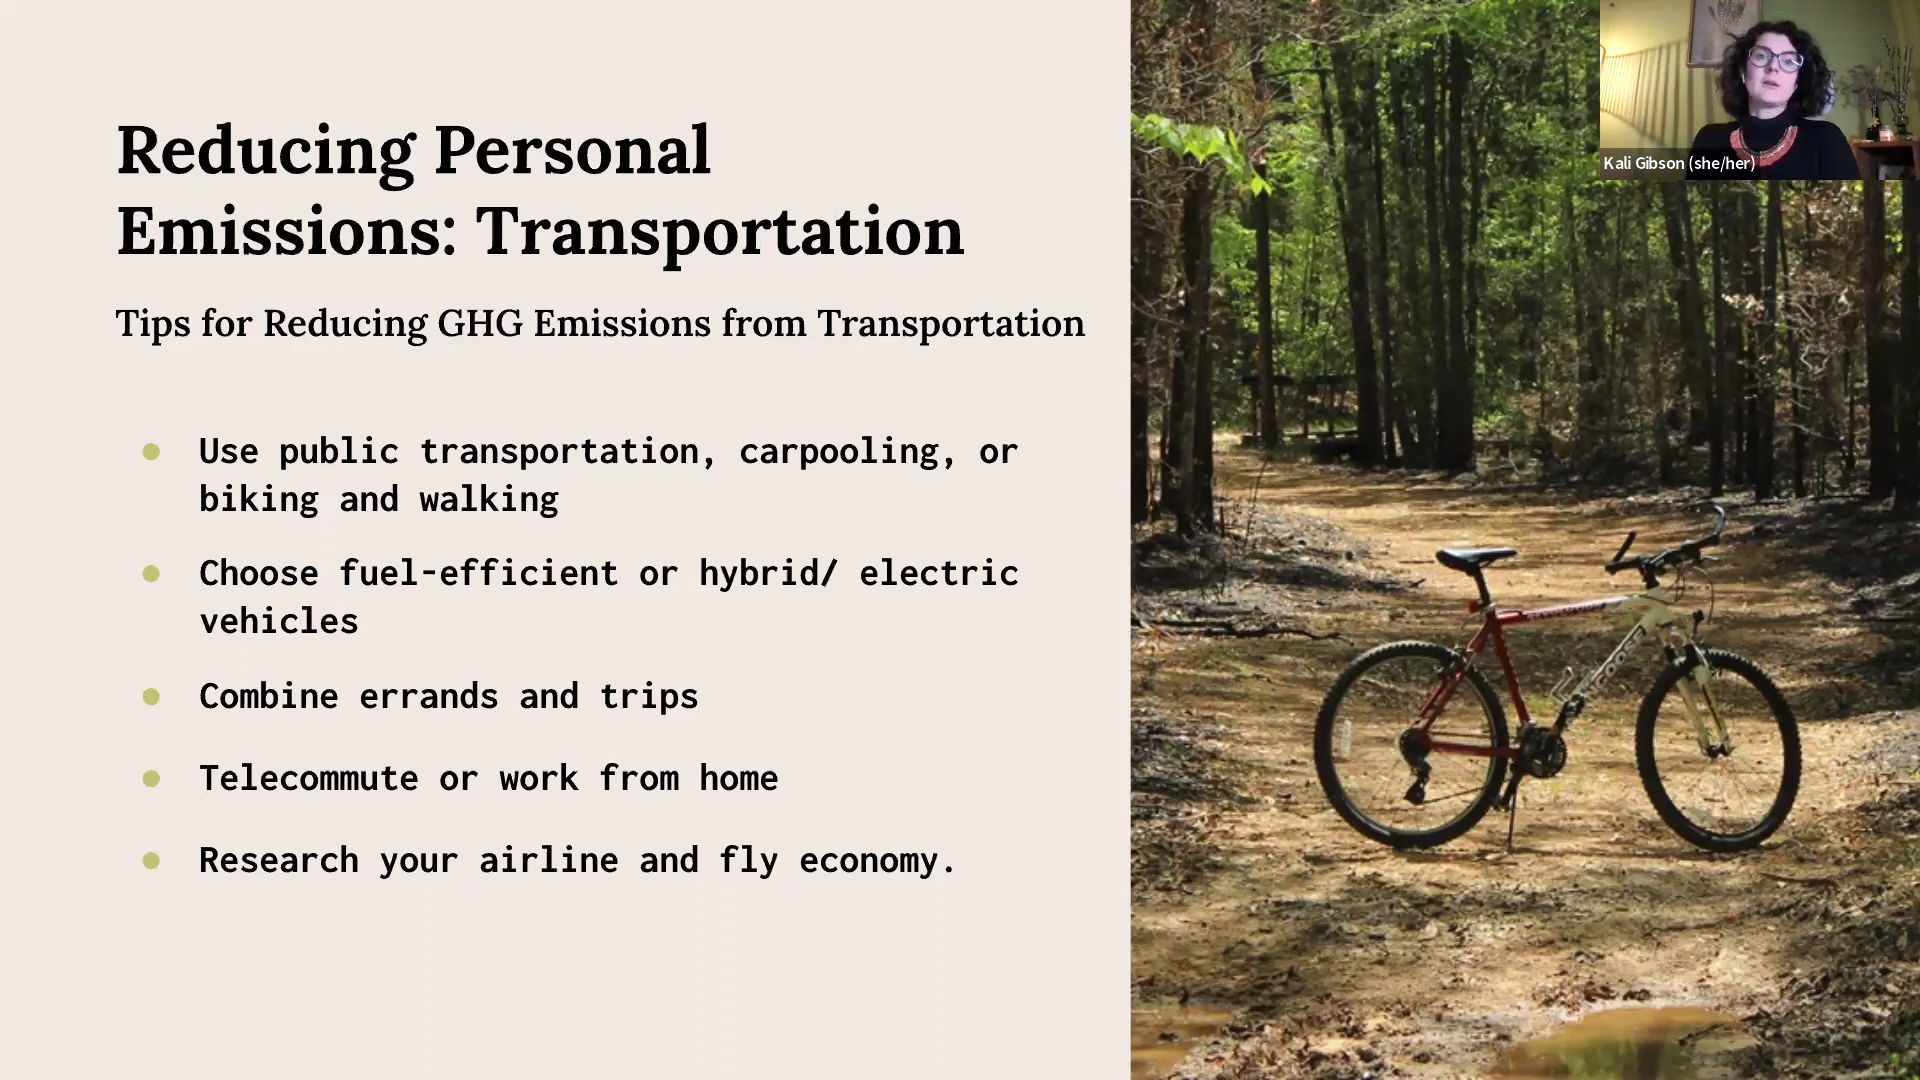 Reducing Personal
Emissions: Transportation
Tips for Reducing GHG Emissions from Transportation
Use public transportation, carpooling, or
biking and walking
Choose fuel-efficient or hybrid/ electric
vehicles
Combine errands and trips
Telecommute or work from home
Research your airline and fly economy.
Kali Gibson (she/her)